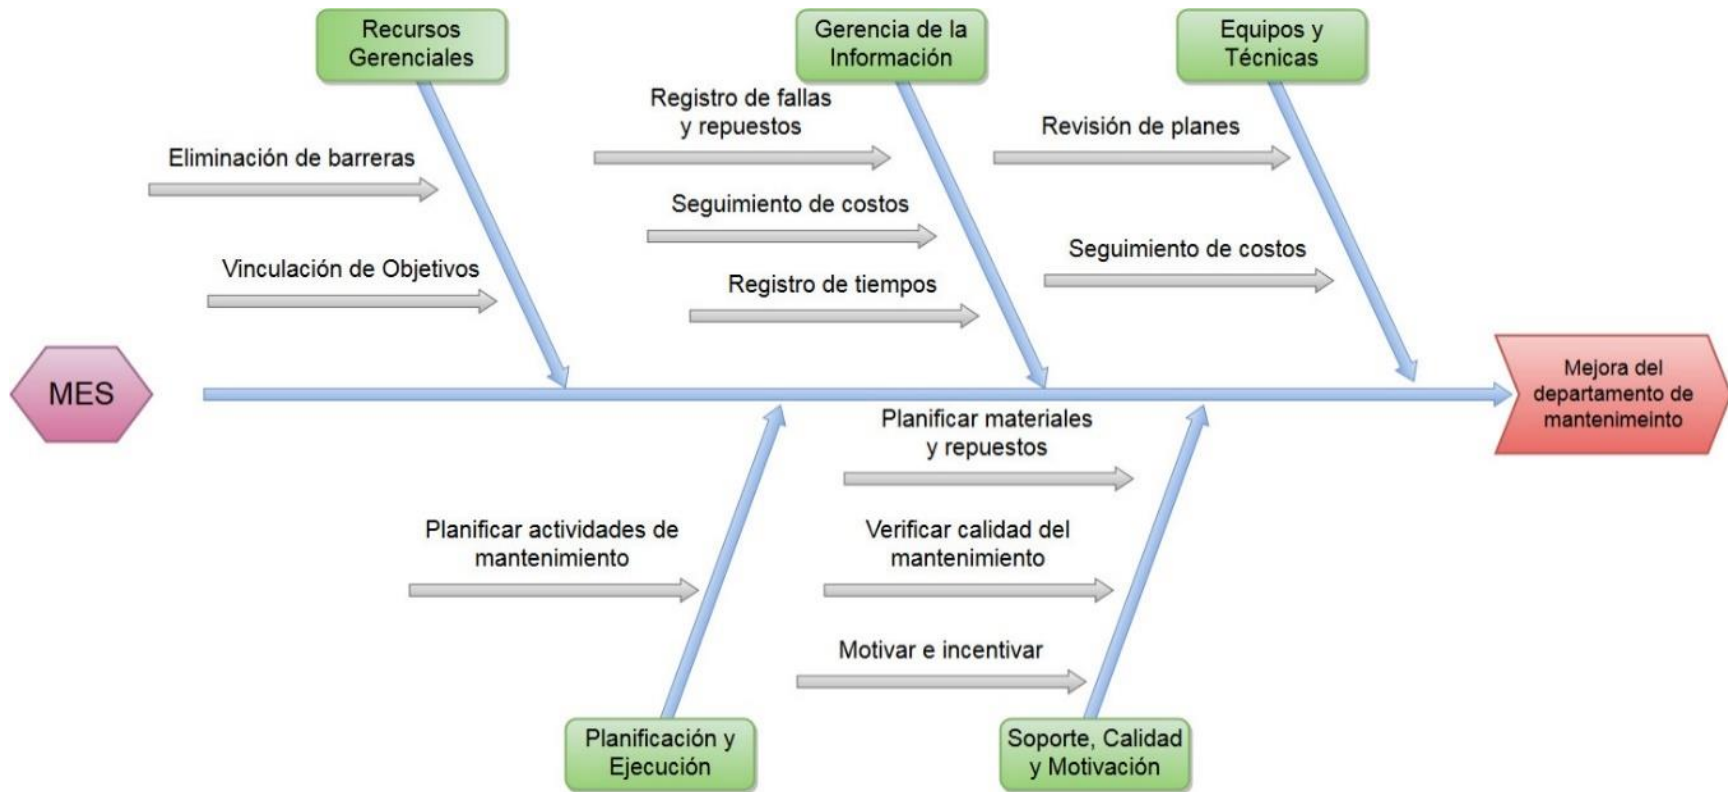 Recursos
Gerenciales
Gerencia de la
Información
Equipos y
Técnicas
Eliminación de barreras
Vinculación de Objetivos
Registro de fallas
y repuestos
Seguimiento de costos
Registro de tiempos
Revisión de planes
Seguimiento de costos
MES
Mejora del
departamento de
mantenimeinto
Planificar actividades de
mantenimiento
Planificar materiales
y repuestos
Verificar calidad del
mantenimiento
Motivar e incentivar
Planificación y
Ejecución
Soporte, Calidad
y Motivación